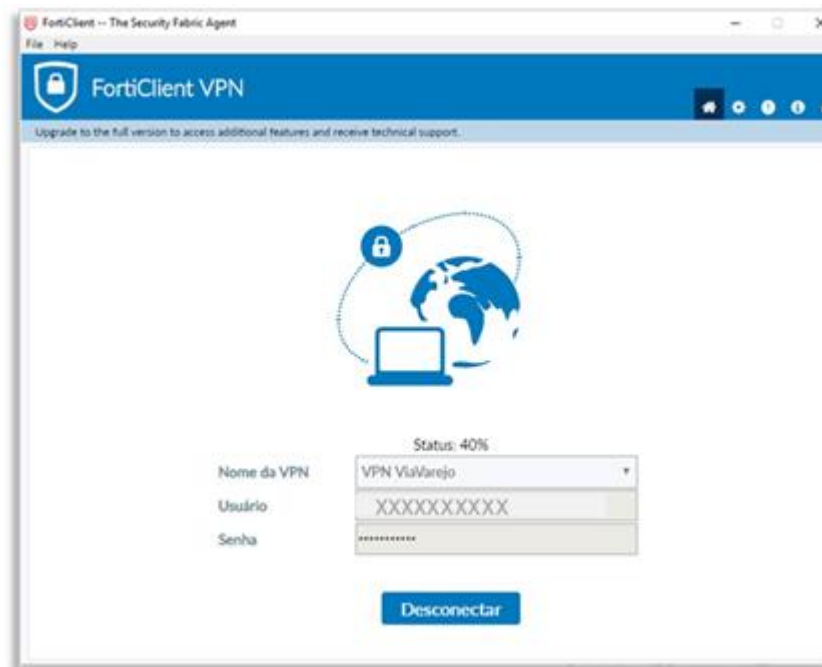 FortiClient -- The Security Fabric Agent
File Help
FortiClient VPN
Upgrade to the full version to access additional features and receive technical support.
Status: 40%
Nome da VPN VPN ViaVarejo
Usuário XXXXXXXXXX
Senha •••••••••••
Desconectar